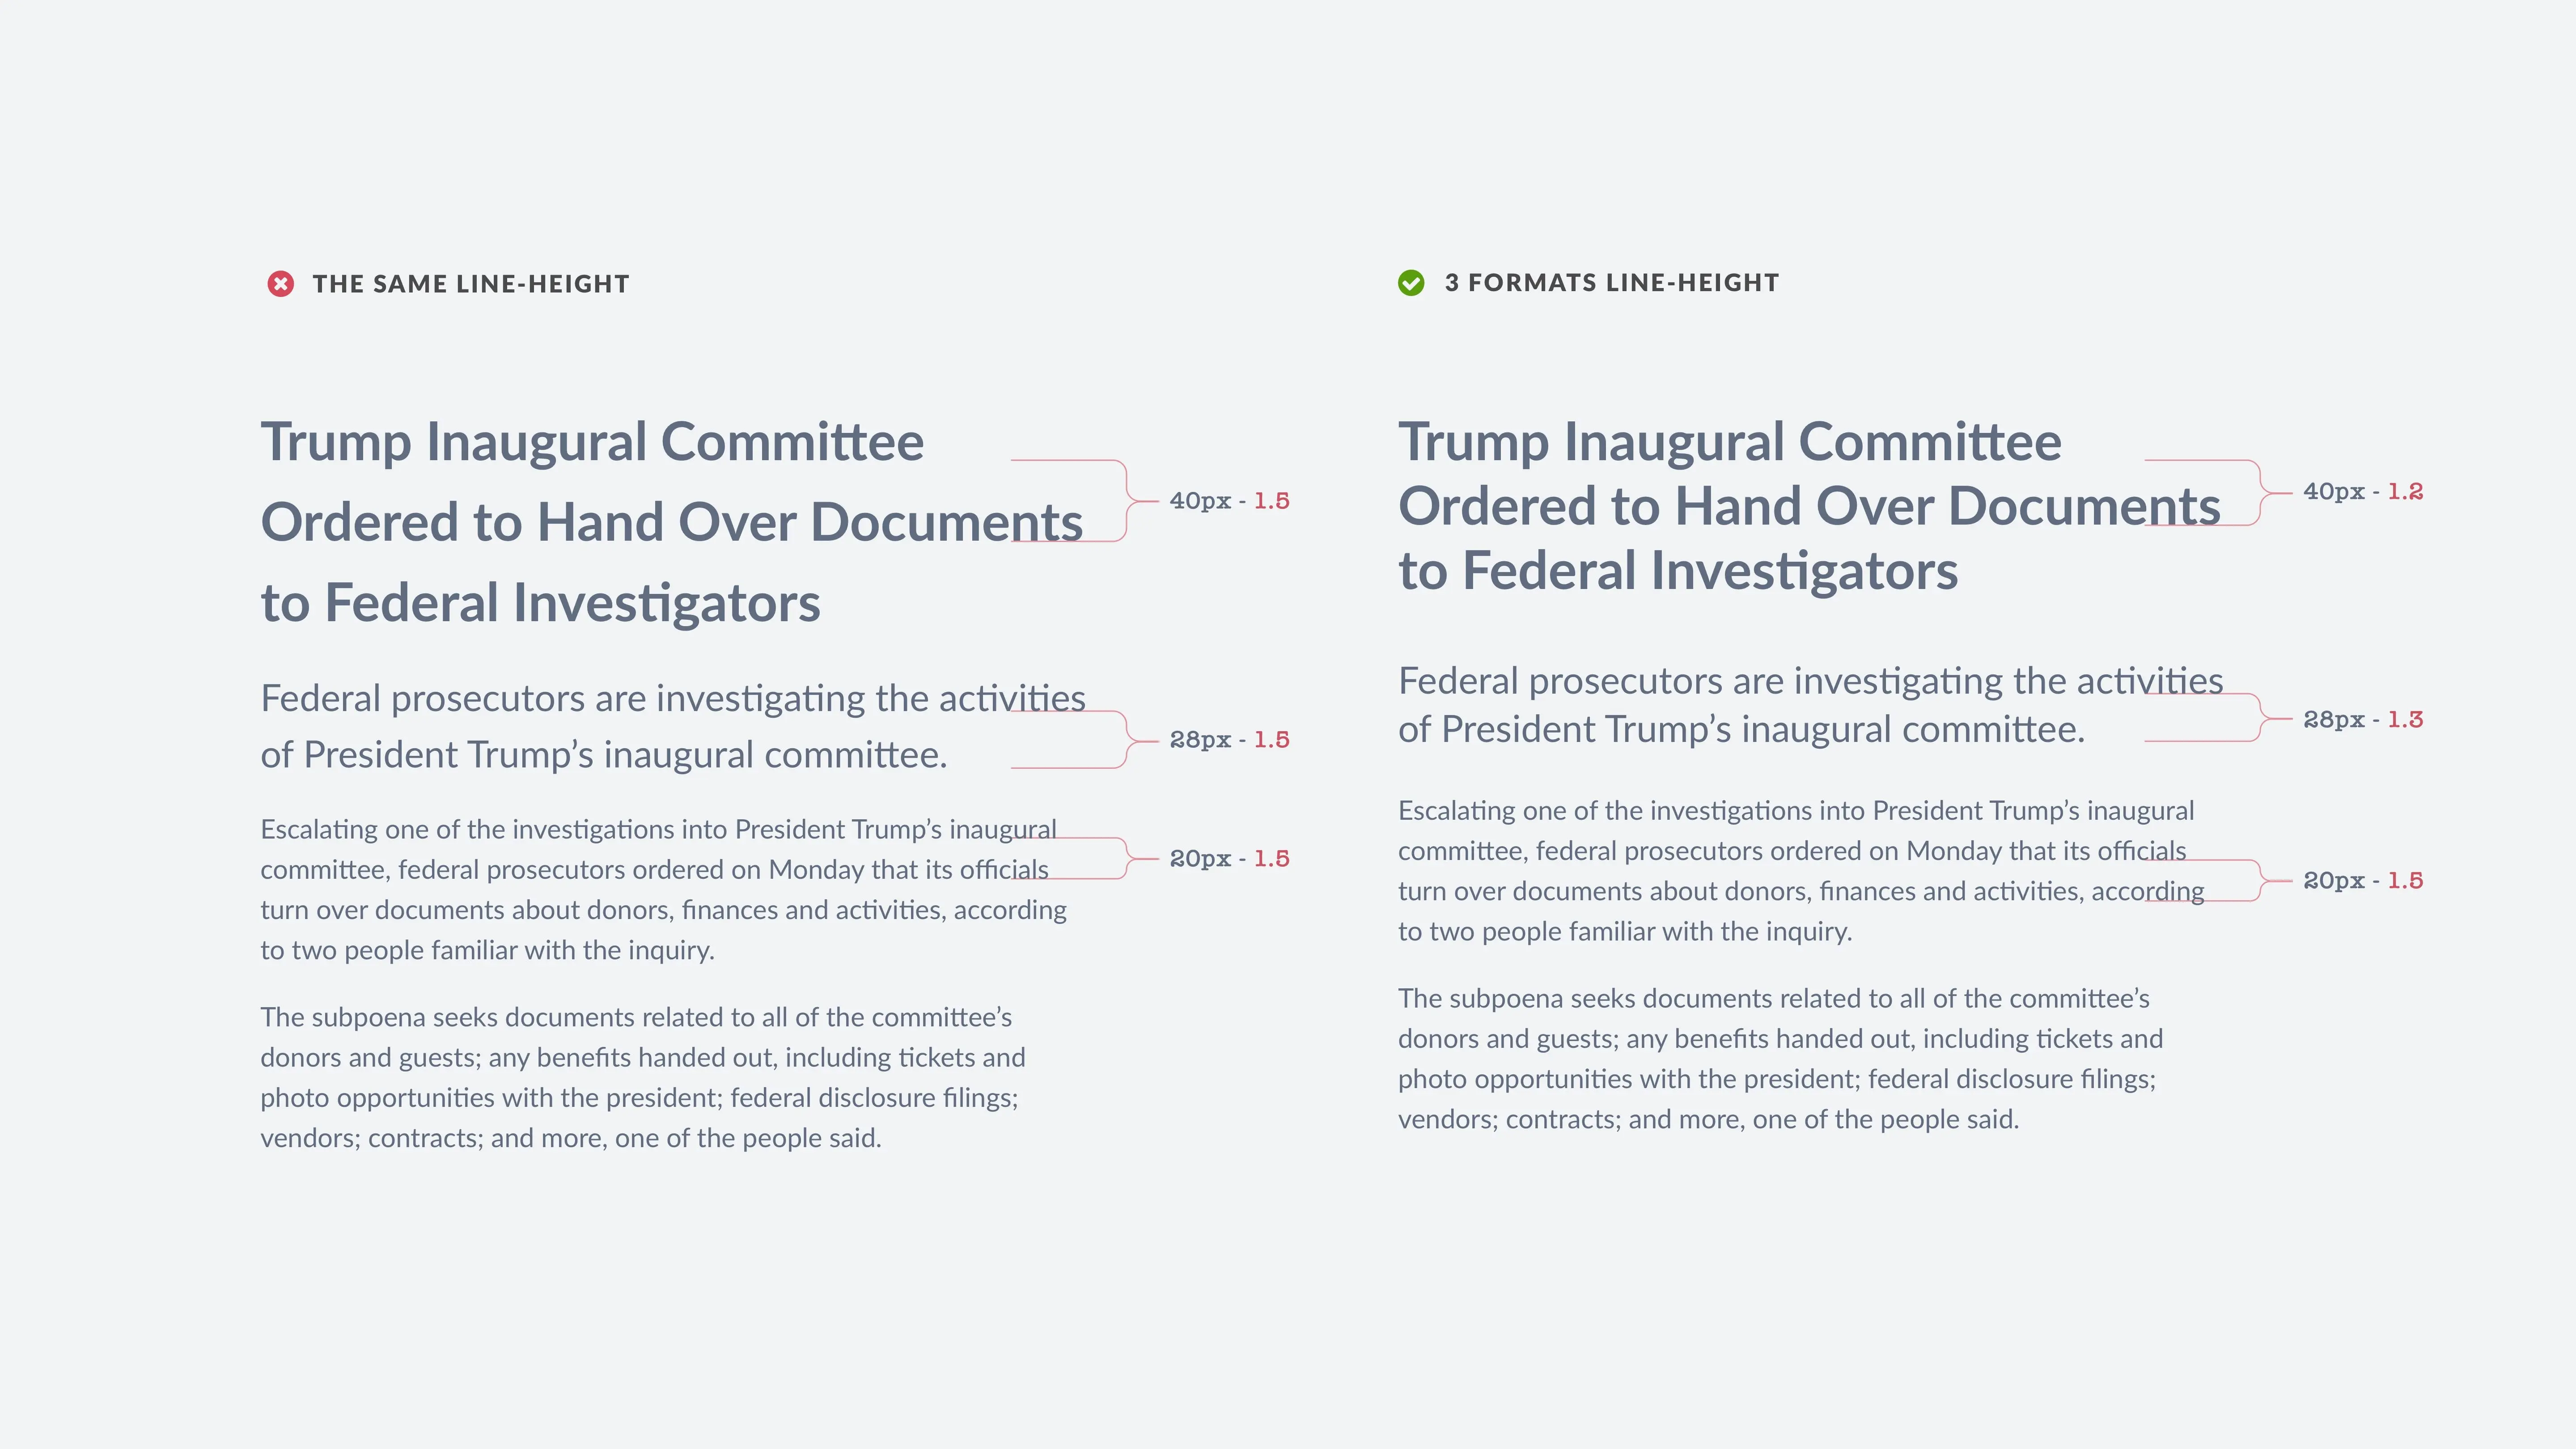 THE SAME LINE-HEIGHT
Trump Inaugural Committee
Ordered to Hand Over Documents
to Federal Investigators
40px - 1.5
Federal prosecutors are investigating the activities
of President Trump’s inaugural committee.
28px - 1.5
Escalating one of the investigations into President Trump’s inaugural
committee, federal prosecutors ordered on Monday that its officials
turn over documents about donors, finances and activities, according
to two people familiar with the inquiry.
20px - 1.5
The subpoena seeks documents related to all of the committee’s
donors and guests; any benefits handed out, including tickets and
photo opportunities with the president; federal disclosure filings;
vendors; contracts; and more, one of the people said.
3 FORMATS LINE-HEIGHT
Trump Inaugural Committee
Ordered to Hand Over Documents
to Federal Investigators
40px - 1.2
Federal prosecutors are investigating the activities
of President Trump’s inaugural committee.
28px - 1.3
Escalating one of the investigations into President Trump’s inaugural
committee, federal prosecutors ordered on Monday that its officials
turn over documents about donors, finances and activities, according
to two people familiar with the inquiry.
20px - 1.5
The subpoena seeks documents related to all of the committee’s
donors and guests; any benefits handed out, including tickets and
photo opportunities with the president; federal disclosure filings;
vendors; contracts; and more, one of the people said.